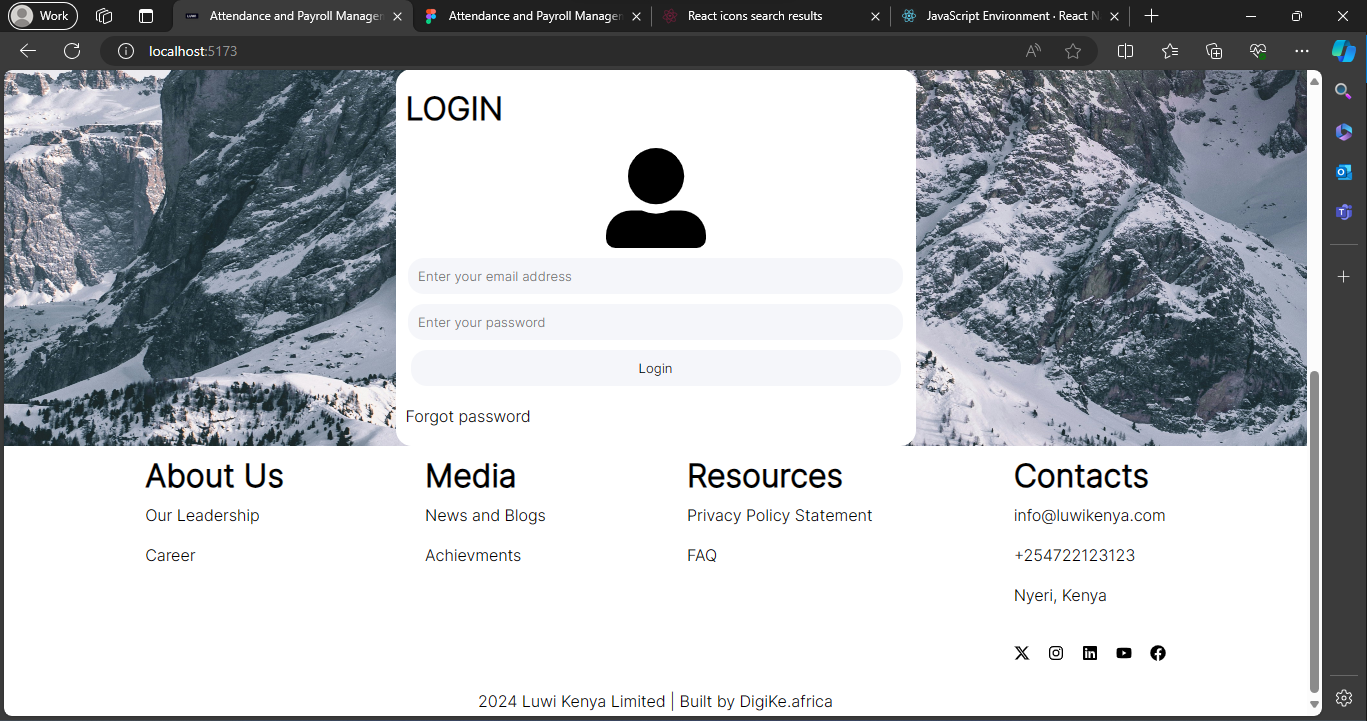 Work
Attendance and Payroll Manage
Attendance and Payroll Manage
React icons search results
JavaScript Environment · React N
localhost:5173
LOGIN
Enter your email address
Enter your password
Login
Forgot password
About Us
Our Leadership
Career
Media
News and Blogs
Achievments
Resources
Privacy Policy Statement
FAQ
Contacts
info@luwikenya.com
+254722123123
Nyeri, Kenya
2024 Luwi Kenya Limited | Built by DigiKe.africa